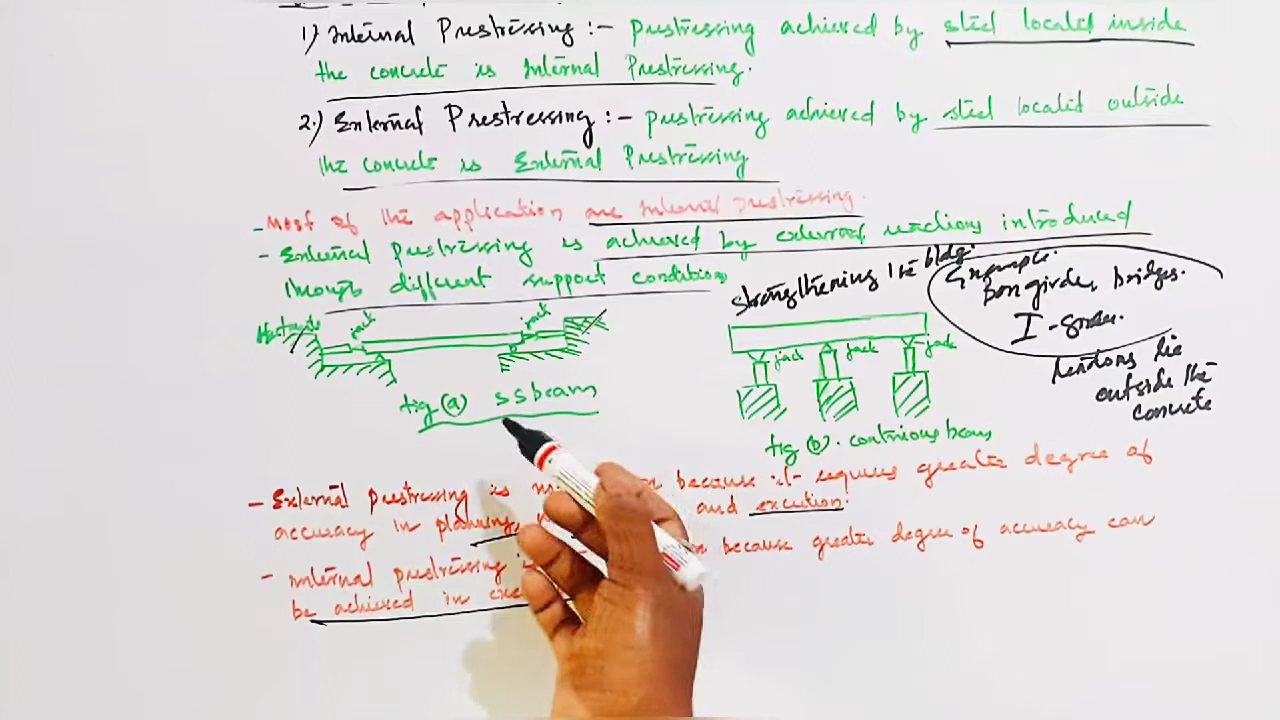 1) Internal Prestressing :- prestressing achieved by steel located inside
the concrete is Internal Prestressing.
2.) External Prestressing :- prestressing achieved by steel located outside
the concrete is External Prestressing
- Most of the application are internal prestressing.
- External prestressing is achieved by external reactions introduced
through different support conditions
strengthening the bldg.
Example.
Box girder, bridges.
I - Girder.
tendons lie
outside the
concrete
jack
jack
fig (a) SS beam
jack jack jack
fig (b). continious beam
- External prestressing is because it requires greater degree of
accuracy in planning, and execution.
- Internal prestressing because greater degree of accuracy can
be achieved in